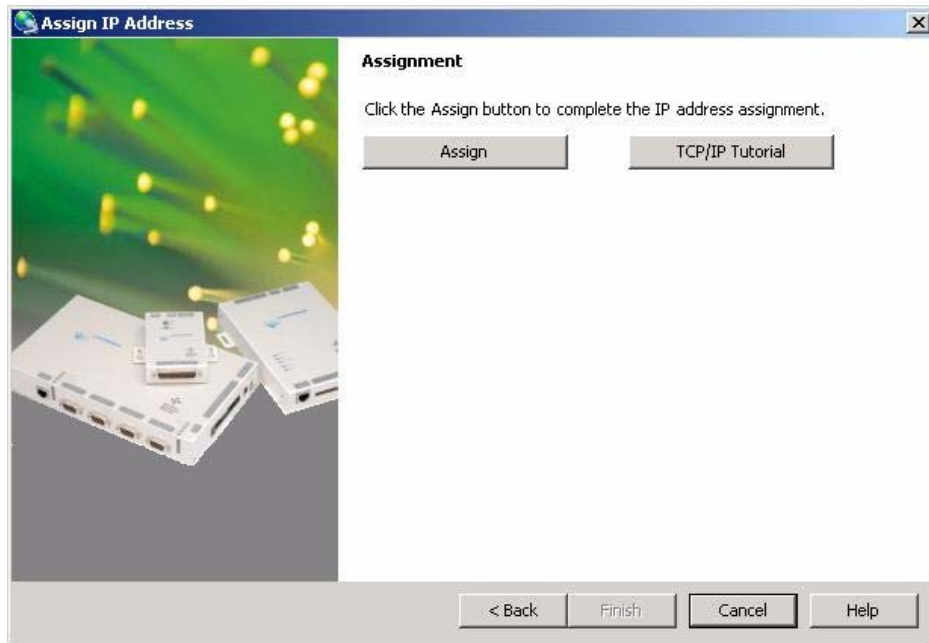 Assign IP Address
Assignment
Click the Assign button to complete the IP address assignment.
Assign
TCP/IP Tutorial
< Back
Finish
Cancel
Help